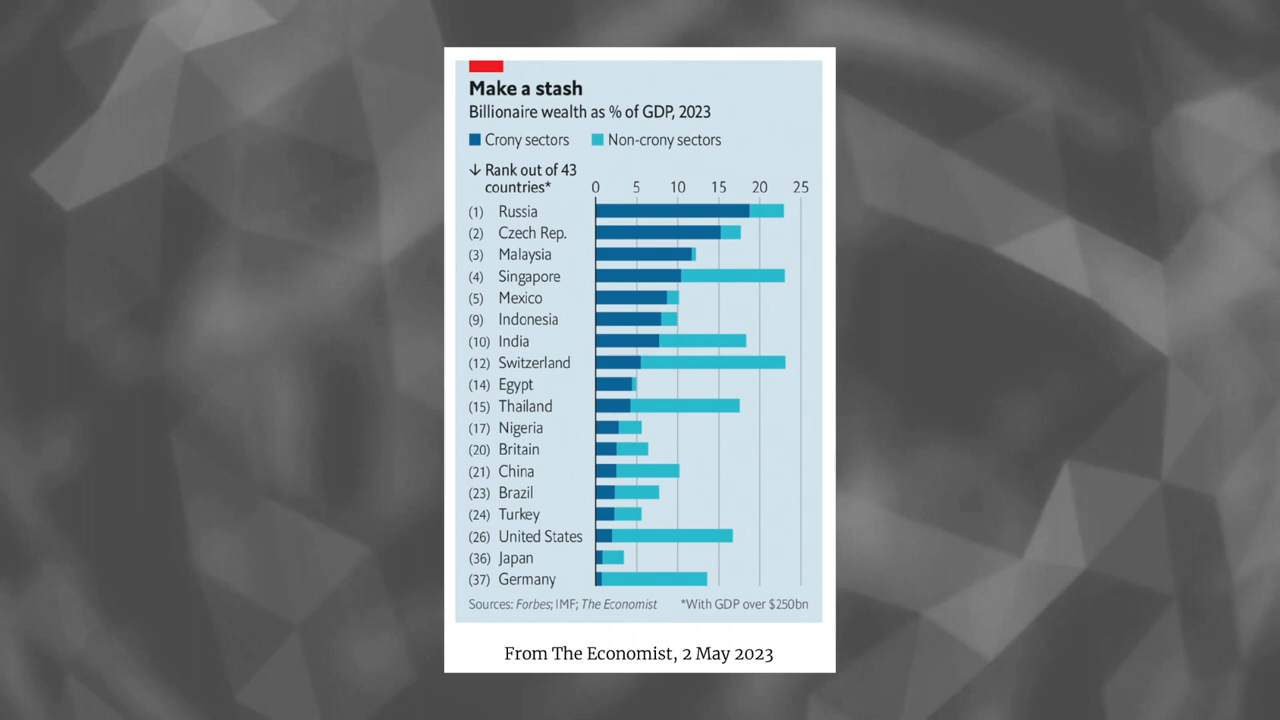 Make a stash
Billionaire wealth as % of GDP, 2023
Crony sectors Non-crony sectors
↓ Rank out of 43
countries*
0 5 10 15 20 25
(1) Russia
(2) Czech Rep.
(3) Malaysia
(4) Singapore
(5) Mexico
(9) Indonesia
(10) India
(12) Switzerland
(14) Egypt
(15) Thailand
(17) Nigeria
(20) Britain
(21) China
(23) Brazil
(24) Turkey
(26) United States
(36) Japan
(37) Germany
Sources: Forbes; IMF; The Economist *With GDP over $250bn
From The Economist, 2 May 2023